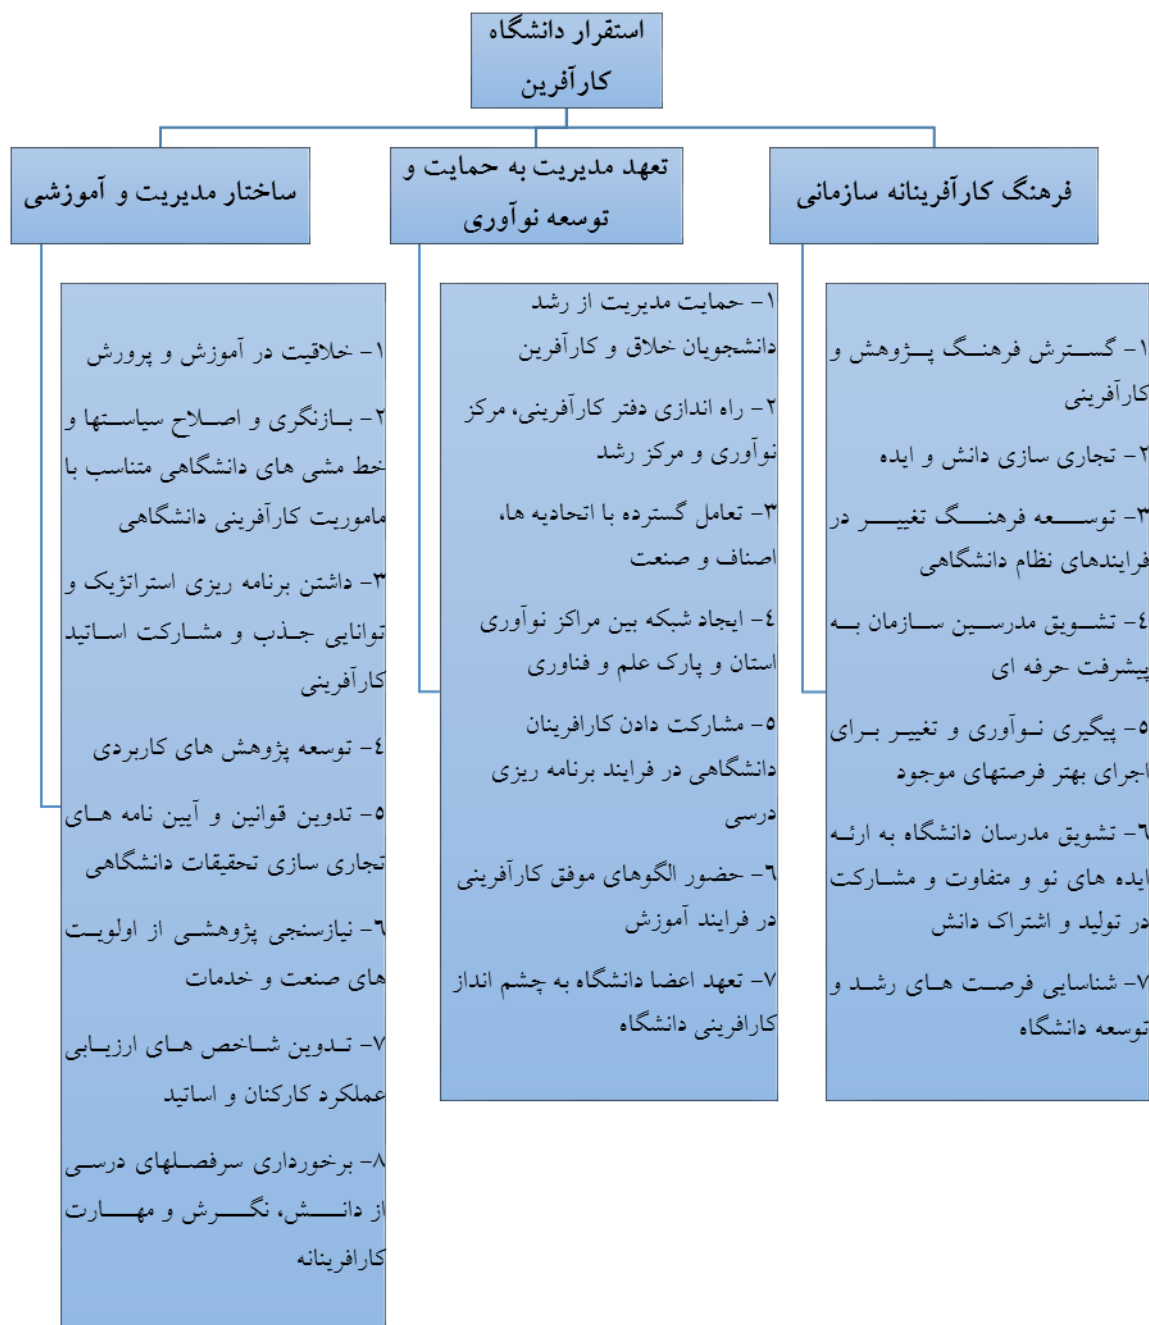 استقرار دانشگاه
کارآفرین
فرهنگ کارآفرینانه سازمانی
تعهد مدیریت به حمایت و
توسعه نوآوری
ساختار مدیریت و آموزشی
۱- گسترش فرهنگ پژوهش و
کارآفرینی
۲- تجاری سازی دانش و ایده
۳- توسعه فرهنگ تغییر در
فرایندهای نظام دانشگاهی
٤- تشویق مدرسین سازمان به
پیشرفت حرفه ای
٥- پیگیری نوآوری و تغییر برای
اجرای بهتر فرصتهای موجود
٦- تشویق مدرسان دانشگاه به ارئه
ایده های نو و متفاوت و مشارکت
در تولید و اشتراک دانش
۷- شناسایی فرصت های رشد و
توسعه دانشگاه
۱- حمایت مدیریت از رشد
دانشجویان خلاق و کارآفرین
۲- راه اندازی دفتر کارآفرینی، مرکز
نوآوری و مرکز رشد
۳- تعامل گسترده با اتحادیه ها،
اصناف و صنعت
٤- ایجاد شبکه بین مراکز نوآوری
استان و پارک علم و فناوری
٥- مشارکت دادن کارافرینان
دانشگاهی در فرایند برنامه ریزی
درسی
٦- حضور الگوهای موفق کارآفرینی
در فرایند آموزش
۷- تعهد اعضا دانشگاه به چشم انداز
کارافرینی دانشگاه
۱- خلاقیت در آموزش و پرورش
۲- بازنگری و اصلاح سیاستها و
خط مشی های دانشگاهی متناسب با
ماموریت کارآفرینی دانشگاهی
۳- داشتن برنامه ریزی استراتژیک و
توانایی جذب و مشارکت اساتید
کارآفرینی
٤- توسعه پژوهش های کاربردی
٥- تدوین قوانین و آیین نامه های
تجاری سازی تحقیقات دانشگاهی
٦- نیازسنجی پژوهشی از اولویت
های صنعت و خدمات
۷- تدوین شاخص های ارزیابی
عملکرد کارکنان و اساتید
۸- برخورداری سرفصلهای درسی
از دانش، نگرش و مهارت
کارافرینانه